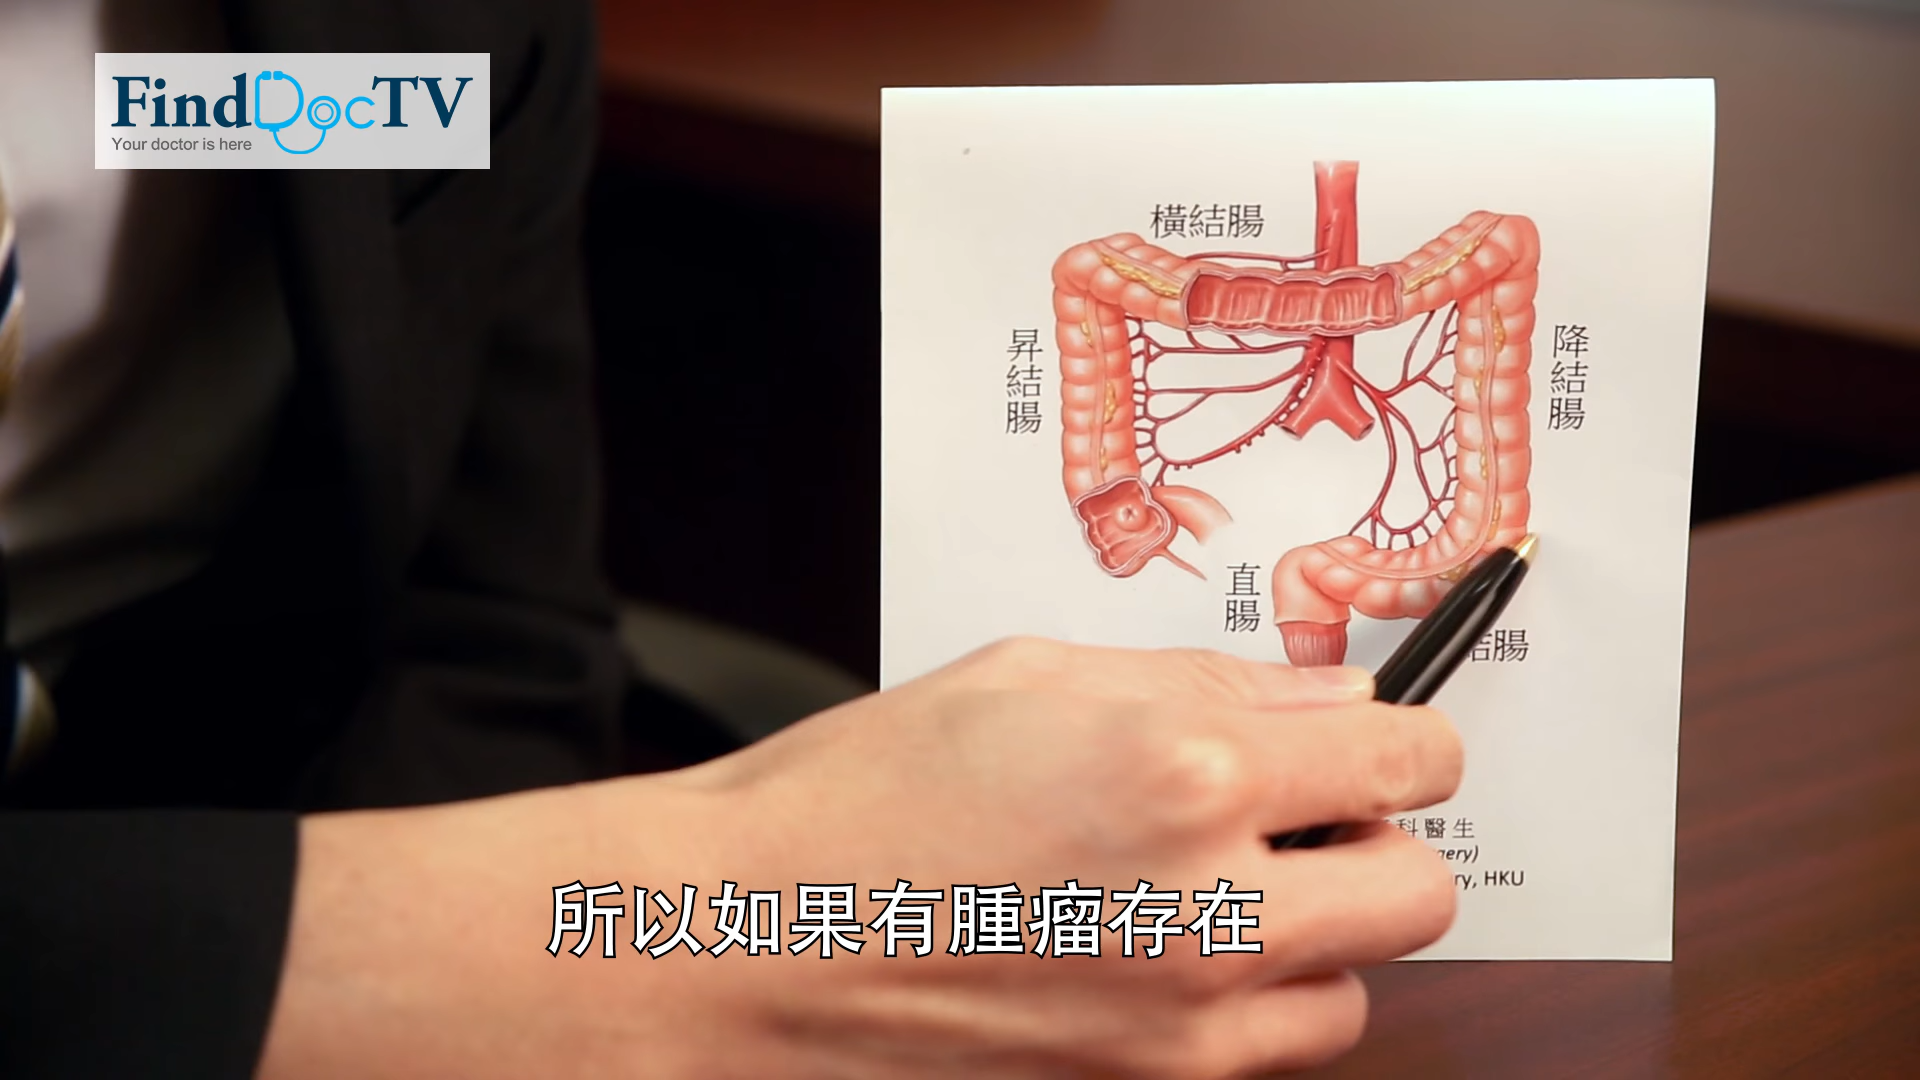 FindDocTV
Your doctor is here
橫結腸
昇結腸
降結腸
直腸
結腸
科醫生
ry, HKU
所以如果有腫瘤存在